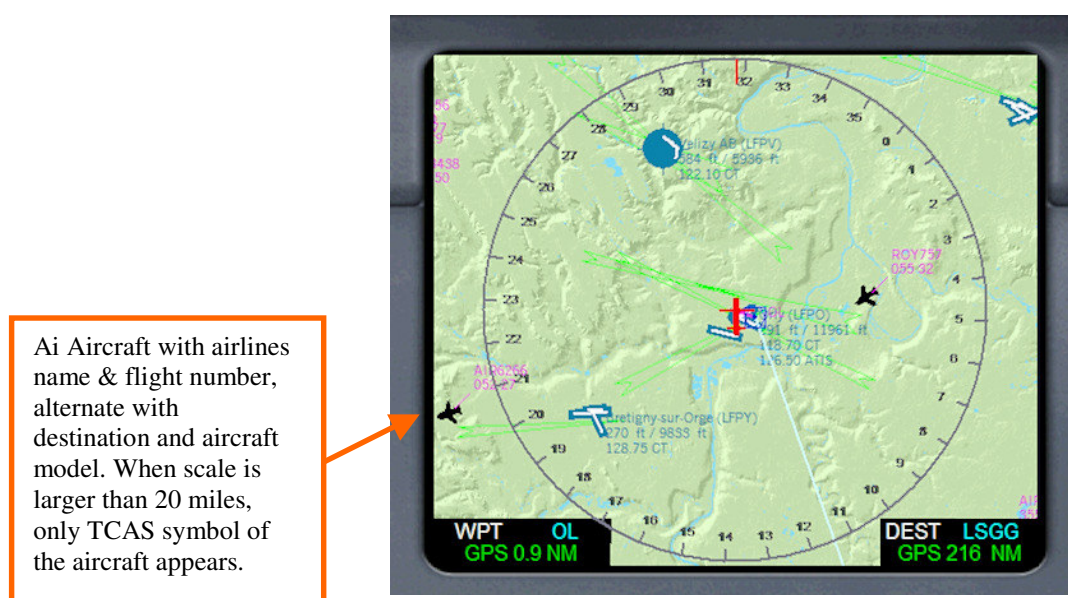 Ai Aircraft with airlines
name & flight number,
alternate with
destination and aircraft
model. When scale is
larger than 20 miles,
only TCAS symbol of
the aircraft appears.
30
31
32
33
34
35
0
1
2
3
4
5
6
7
8
9
10
11
12
13
14
15
16
17
18
19
20
21
22
23
24
25
26
27
28
29
Velizy AB (LFPV)
584 ft / 5936 ft
122.10 CT
ROY757
055 32
(LFPO)
291 ft / 11961 ft
118.70 CT
126.50 ATIS
AIR6266
052 27
Bretigny-sur-Orge (LFPY)
270 ft / 9833 ft
128.75 CT
WPT OL
GPS 0.9 NM
DEST LSGG
GPS 216 NM